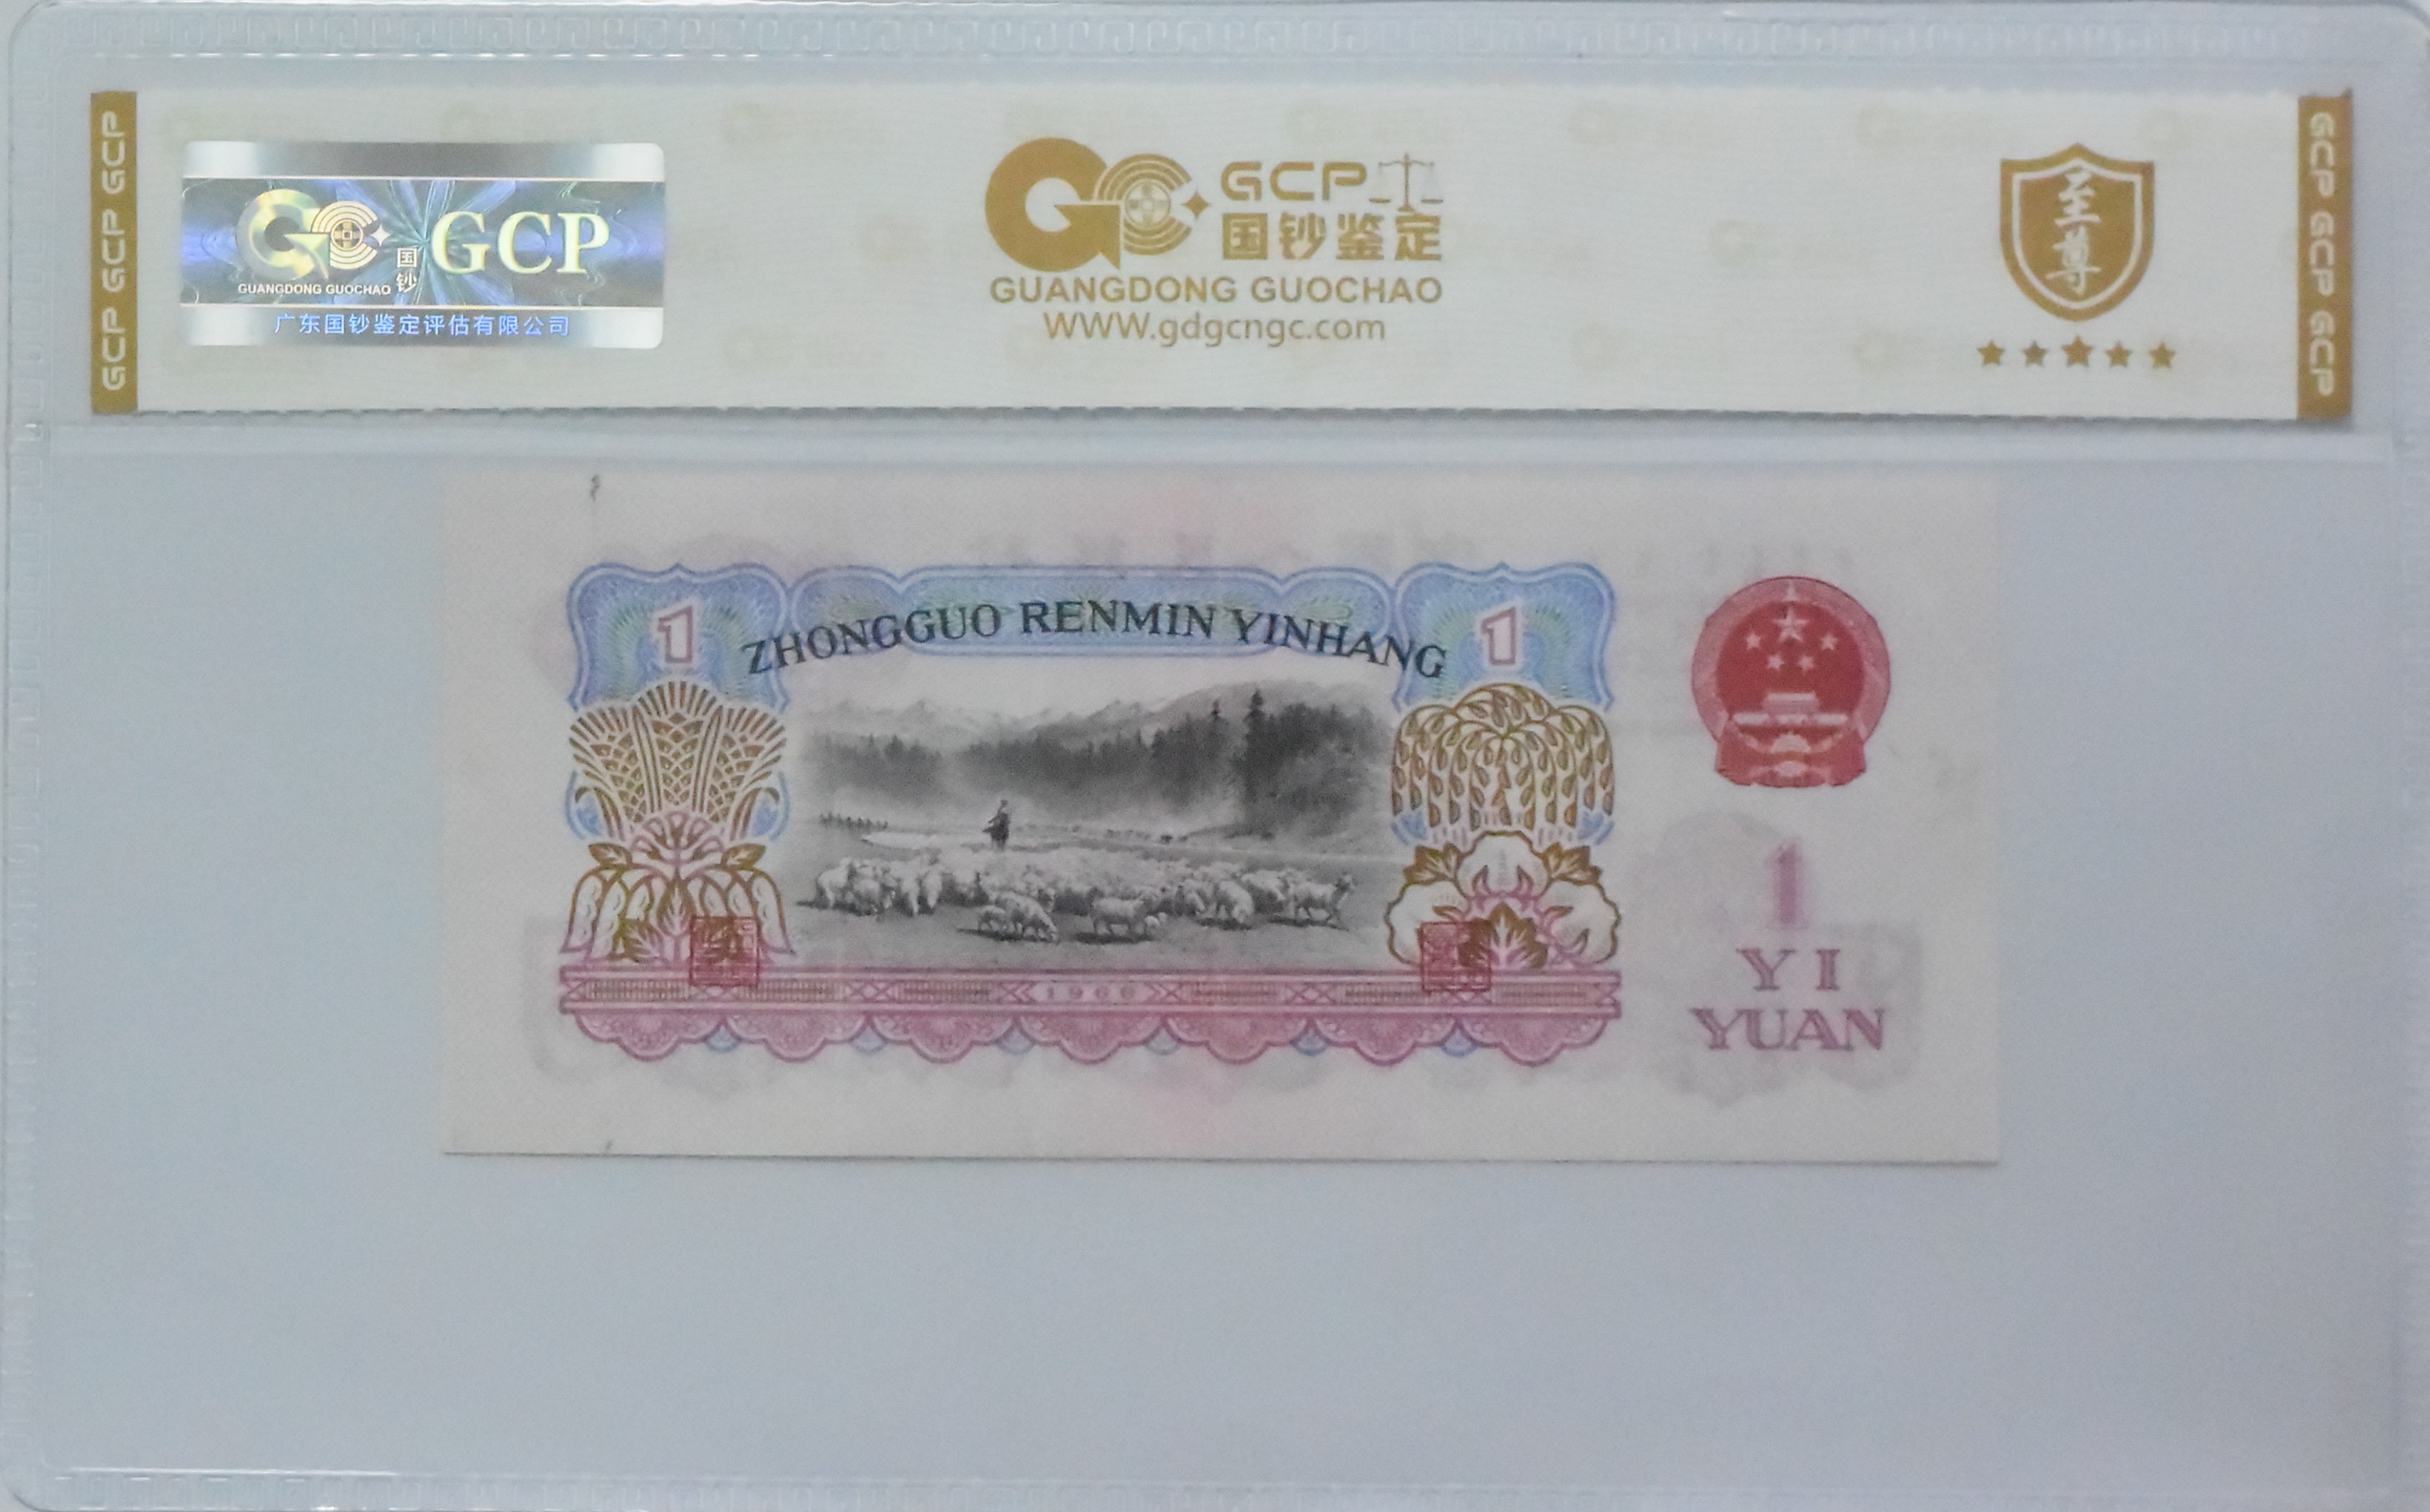 GCP GCP GCP
国钞
GCP
GUANGDONG GUOCHAO
广东国钞鉴定评估有限公司
GCP
国钞鉴定
GUANGDONG GUOCHAO
WWW.gdgcngc.com
至尊
GCP GCP GCP
1
ZHONGGUO RENMIN YINHANG
1
1
YI
YUAN
1960